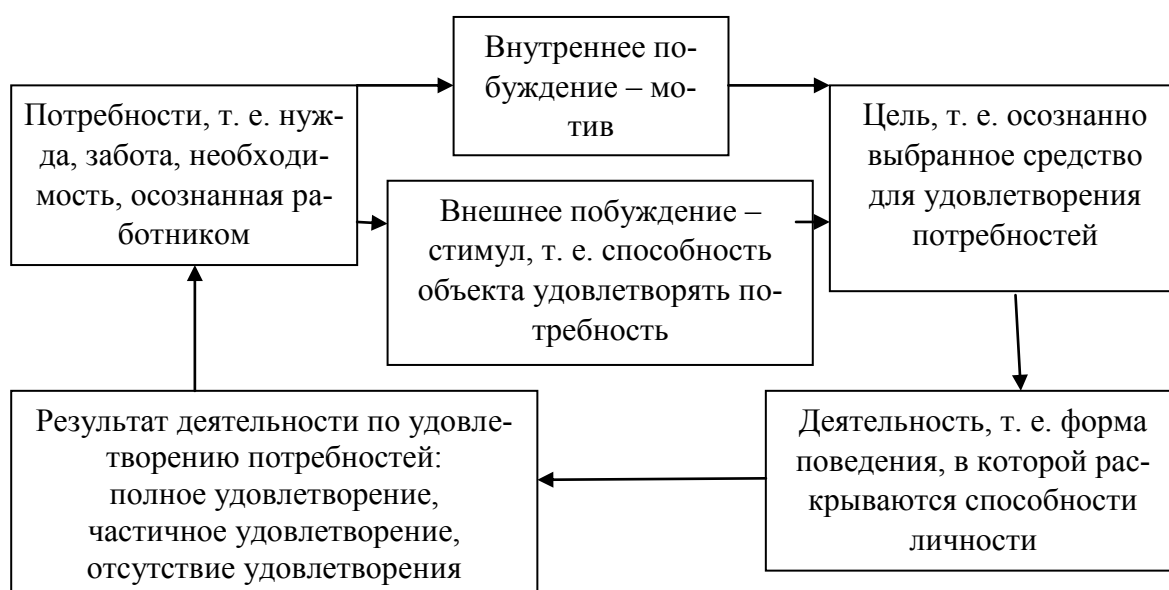 Внутреннее по-
буждение – мо-
тив
Потребности, т. е. нуж-
да, забота, необходи-
мость, осознанная ра-
ботником
Внешнее побуждение –
стимул, т. е. способность
объекта удовлетворять по-
требность
Цель, т. е. осознанно
выбранное средство
для удовлетворения
потребностей
Результат деятельности по удовле-
творению потребностей:
полное удовлетворение,
частичное удовлетворение,
отсутствие удовлетворения
Деятельность, т. е. форма
поведения, в которой рас-
крываются способности
личности